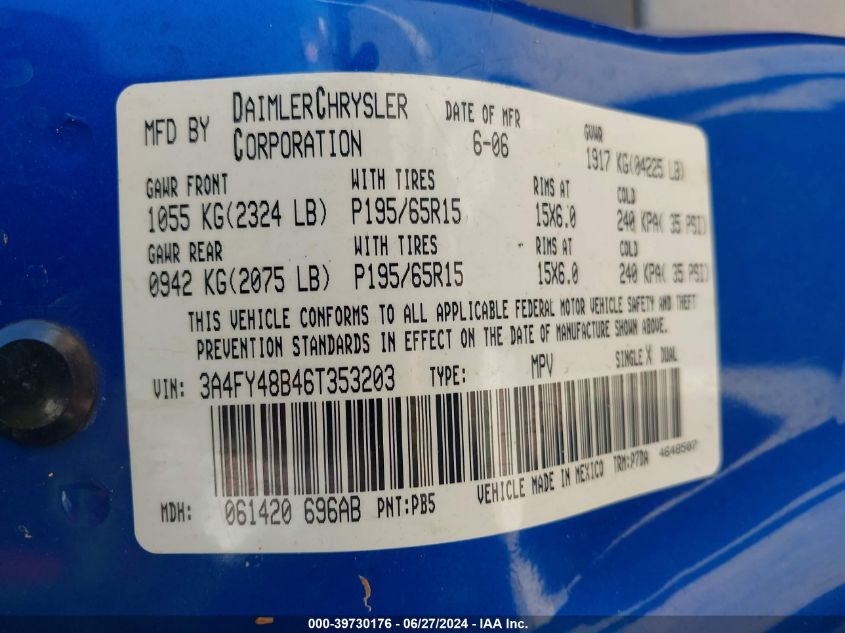 MFD BY DAIMLERCHRYSLER CORPORATION DATE OF MFR 6-06 GVWR 1917 KG(04225 LB)
GAWR FRONT WITH TIRES RIMS AT COLD
1055 KG(2324 LB) P195/65R15 15X6.0 240 KPA( 35 PSI)
GAWR REAR WITH TIRES RIMS AT COLD
0942 KG(2075 LB) P195/65R15 15X6.0 240 KPA( 35 PSI)
THIS VEHICLE CONFORMS TO ALL APPLICABLE FEDERAL MOTOR VEHICLE SAFETY AND THEFT
PREVENTION STANDARDS IN EFFECT ON THE DATE OF MANUFACTURE SHOWN ABOVE.
VIN: 3A4FY48B46T353203 TYPE: MPV SINGLE X DUAL
MDH: 061420 696AB PNT:PB5 VEHICLE MADE IN MEXICO TRM:P7DA 4648507
000-39730176 - 06/27/2024 - IAA Inc.